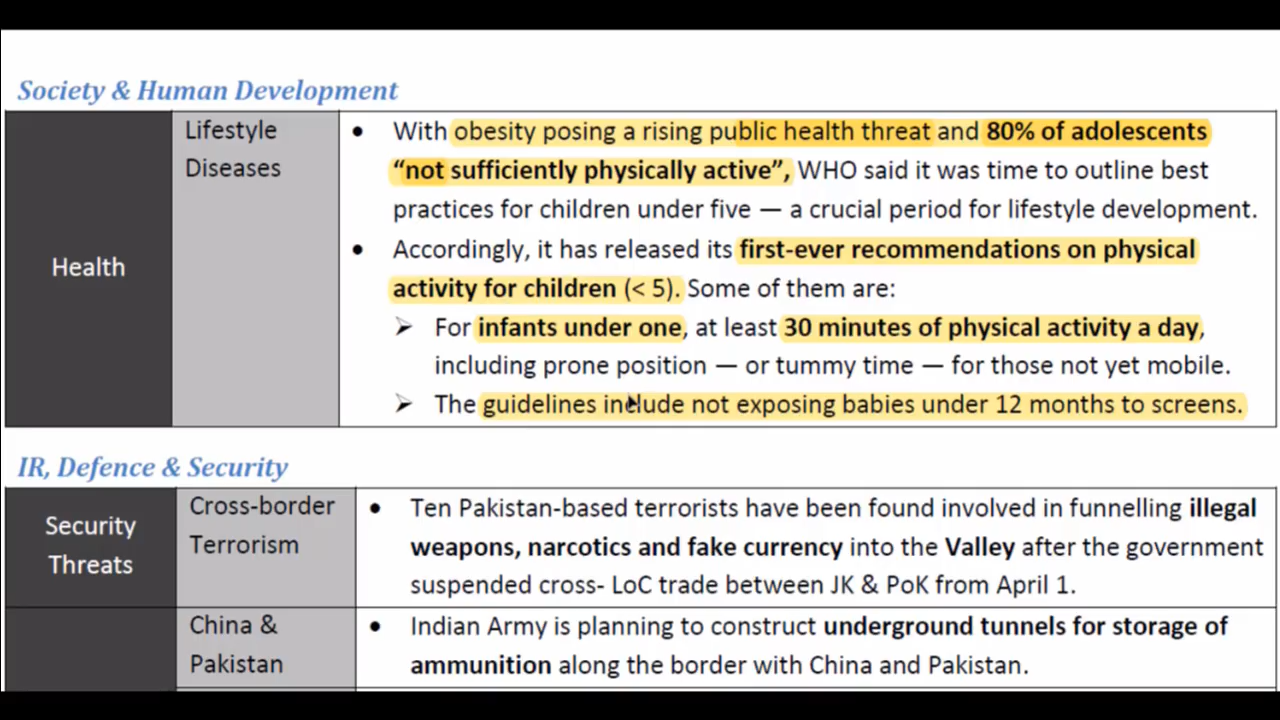 Society & Human Development
Health
Lifestyle
Diseases
• With obesity posing a rising public health threat and 80% of adolescents
“not sufficiently physically active”, WHO said it was time to outline best
practices for children under five — a crucial period for lifestyle development.
• Accordingly, it has released its first-ever recommendations on physical
activity for children (< 5). Some of them are:
➢ For infants under one, at least 30 minutes of physical activity a day,
including prone position — or tummy time — for those not yet mobile.
➢ The guidelines include not exposing babies under 12 months to screens.
IR, Defence & Security
Security
Threats
Cross-border
Terrorism
• Ten Pakistan-based terrorists have been found involved in funnelling illegal
weapons, narcotics and fake currency into the Valley after the government
suspended cross- LoC trade between JK & PoK from April 1.
China &
Pakistan
• Indian Army is planning to construct underground tunnels for storage of
ammunition along the border with China and Pakistan.